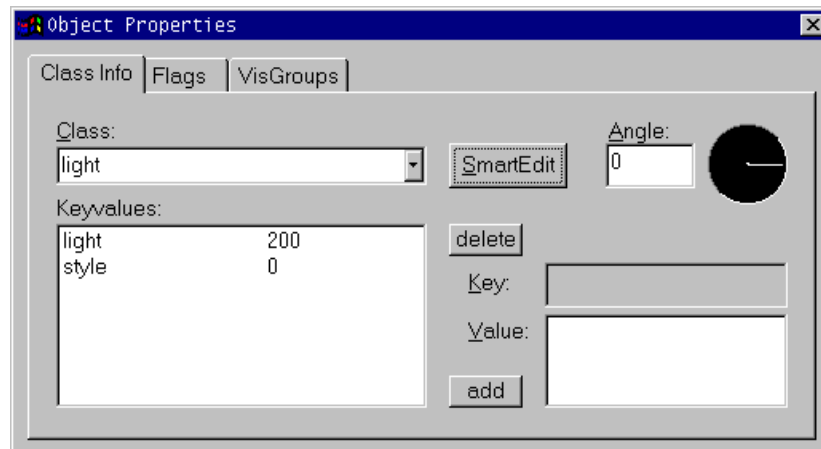 Object Properties
Class Info Flags VisGroups
Class: Angle:
light SmartEdit 0
Keyvalues:
light 200 delete
style 0
Key:
Value:
add